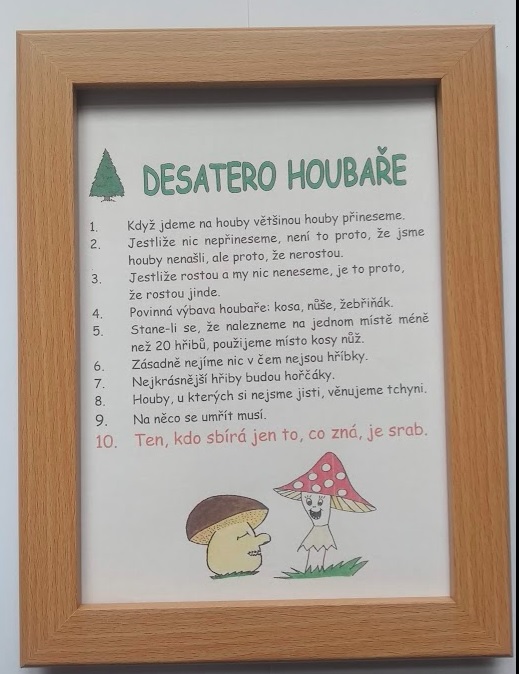 DESATERO HOUBAŘE
1. Když jdeme na houby většinou houby přineseme.
2. Jestliže nic nepřineseme, není to proto, že jsme
houby nenašli, ale proto, že nerostou.
3. Jestliže rostou a my nic neneseme, je to proto,
že rostou jinde.
4. Povinná výbava houbaře: kosa, nůše, žebřiňák.
5. Stane-li se, že nalezneme na jednom místě méně
než 20 hřibů, použijeme místo kosy nůž.
6. Zásadně nejíme nic v čem nejsou hříbky.
7. Nejkrásnější hřiby budou hořčáky.
8. Houby, u kterých si nejsme jisti, věnujeme tchyni.
9. Na něco se umřít musí.
10. Ten, kdo sbírá jen to, co zná, je srab.